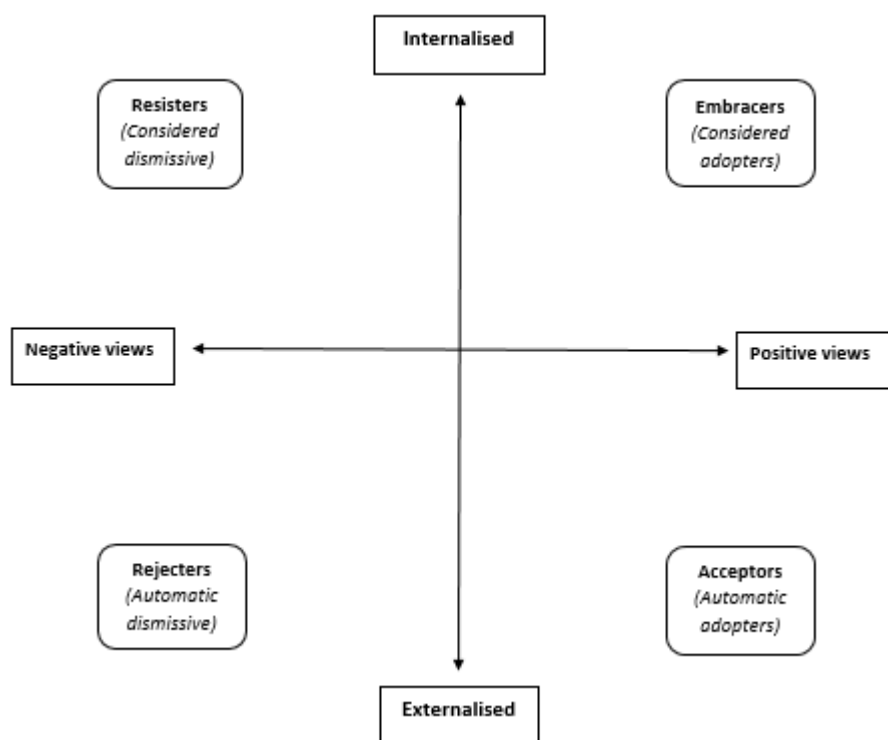 Internalised
Resisters
(Considered
dismissive)
Embracers
(Considered
adopters)
Negative views
Positive views
Rejecters
(Automatic
dismissive)
Acceptors
(Automatic
adopters)
Externalised